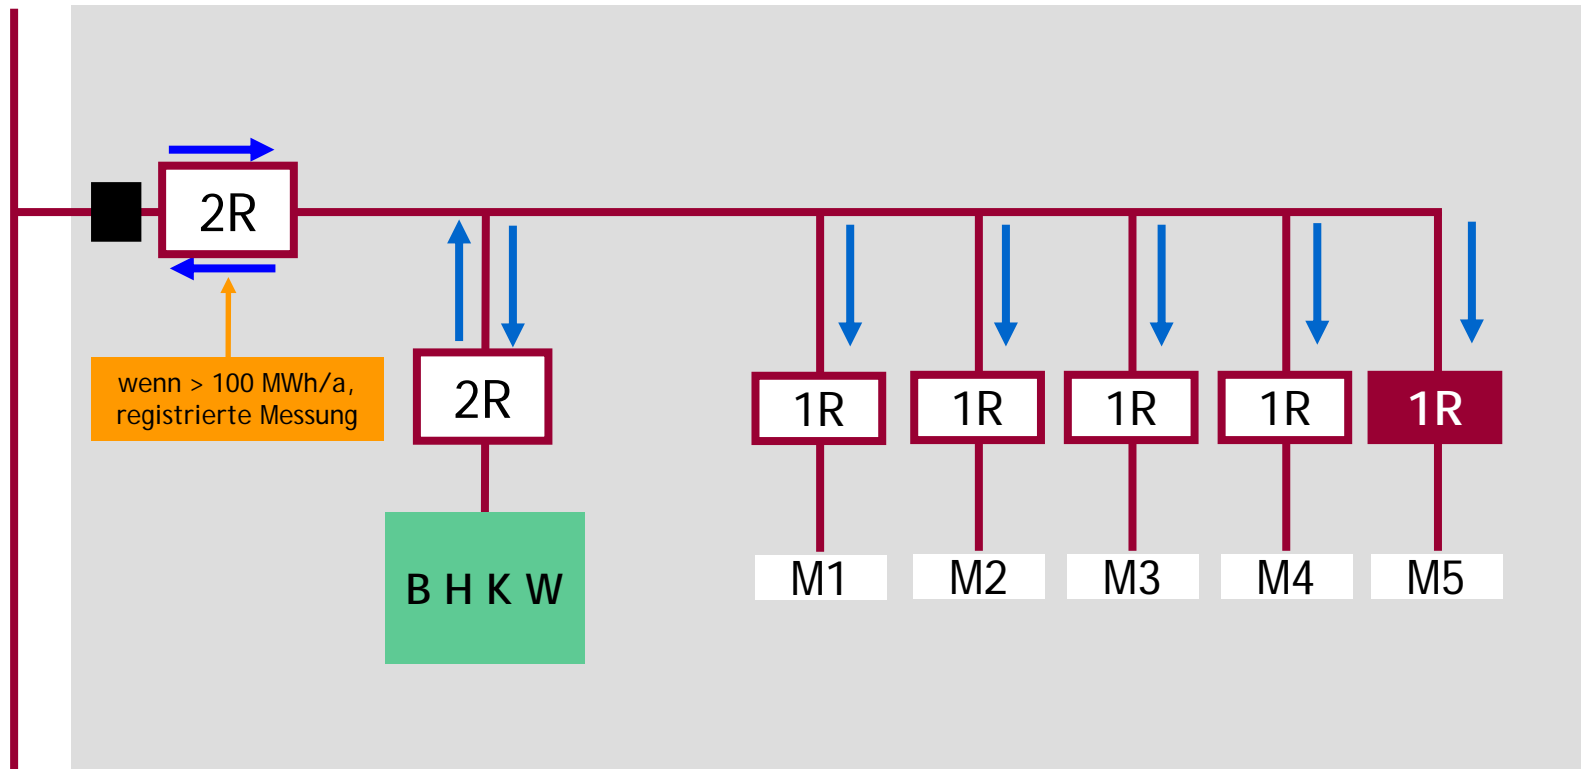 2R
wenn > 100 MWh/a,
registrierte Messung
2R
1R
1R
1R
1R
1R
B H K W
M1
M2
M3
M4
M5